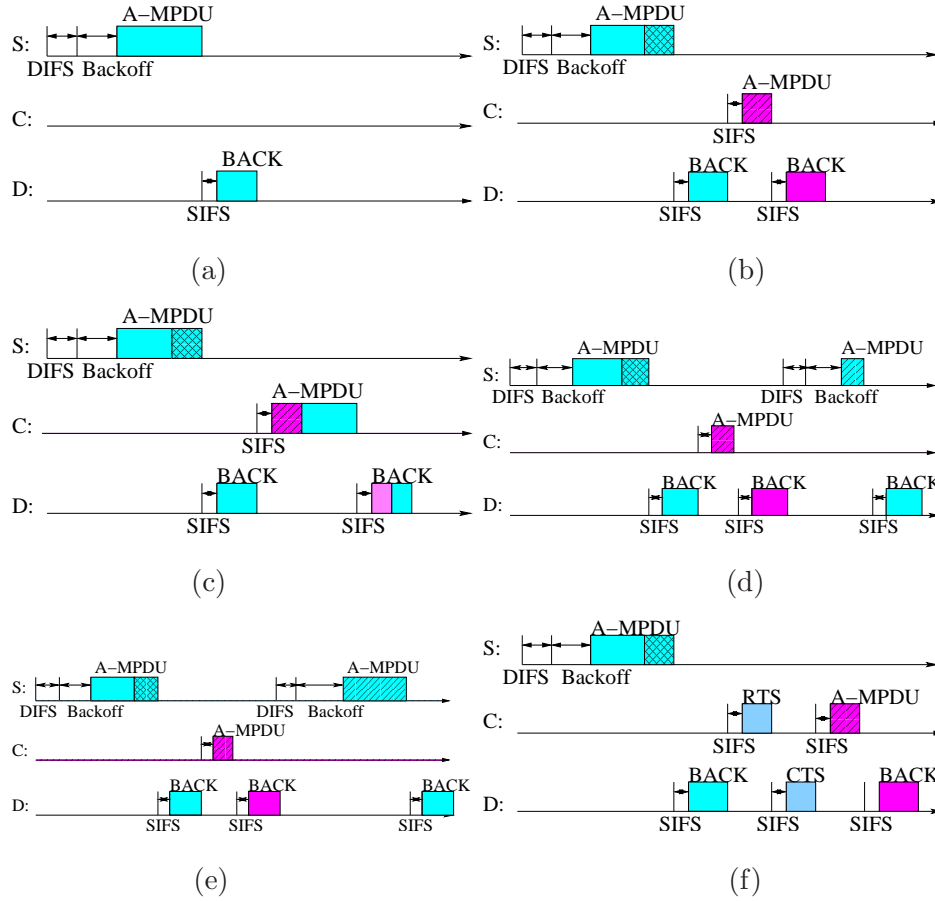 A−MPDU
S:
DIFS Backoff
C:
BACK
D:
SIFS
(a)
A−MPDU
S:
DIFS Backoff
A−MPDU
C:
SIFS
BACK BACK
D:
SIFS SIFS
(b)
A−MPDU
S:
DIFS Backoff
A−MPDU
C:
SIFS
BACK BACK
D:
SIFS SIFS
(c)
A−MPDU A−MPDU
S:
DIFS Backoff DIFS Backoff
A−MPDU
C:
SIFS
BACK BACK BACK
D:
SIFS SIFS SIFS
(d)
A−MPDU A−MPDU
S:
DIFS Backoff DIFS Backoff
A−MPDU
C:
SIFS
BACK BACK BACK
D:
SIFS SIFS SIFS
(e)
A−MPDU
S:
DIFS Backoff
RTS A−MPDU
C:
SIFS SIFS
BACK CTS BACK
D:
SIFS SIFS SIFS
(f)